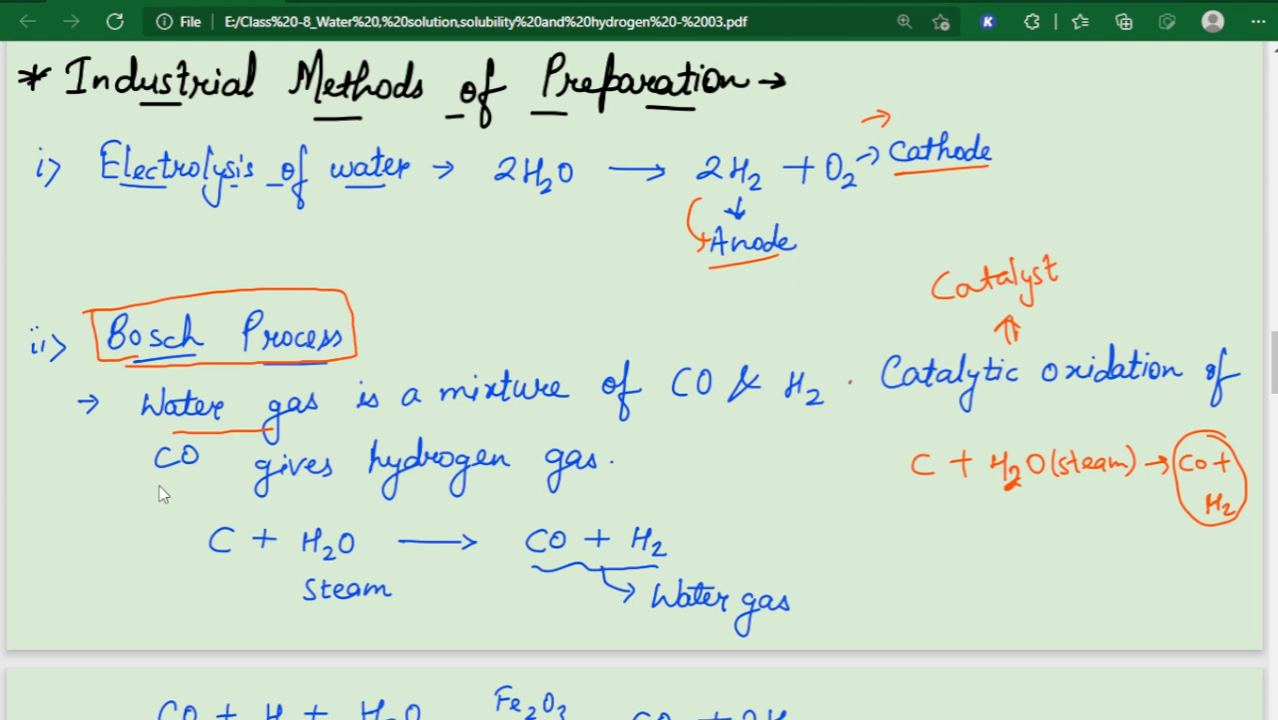 File E:/Class%20-8_Water%20,%20solution,solubility%20and%20hydrogen%20-%2003.pdf
* Industrial Methods of Preparation →
i) Electrolysis of water → 2H₂O → 2H₂ + O₂ → Cathode
Anode
Catalyst
ii) Bosch Process
→ Water gas is a mixture of CO & H₂. Catalytic oxidation of
CO gives hydrogen gas.
C + H₂O (steam) → CO +
H₂
C + H₂O → CO + H₂
Steam
Water gas
Fe₂O₃